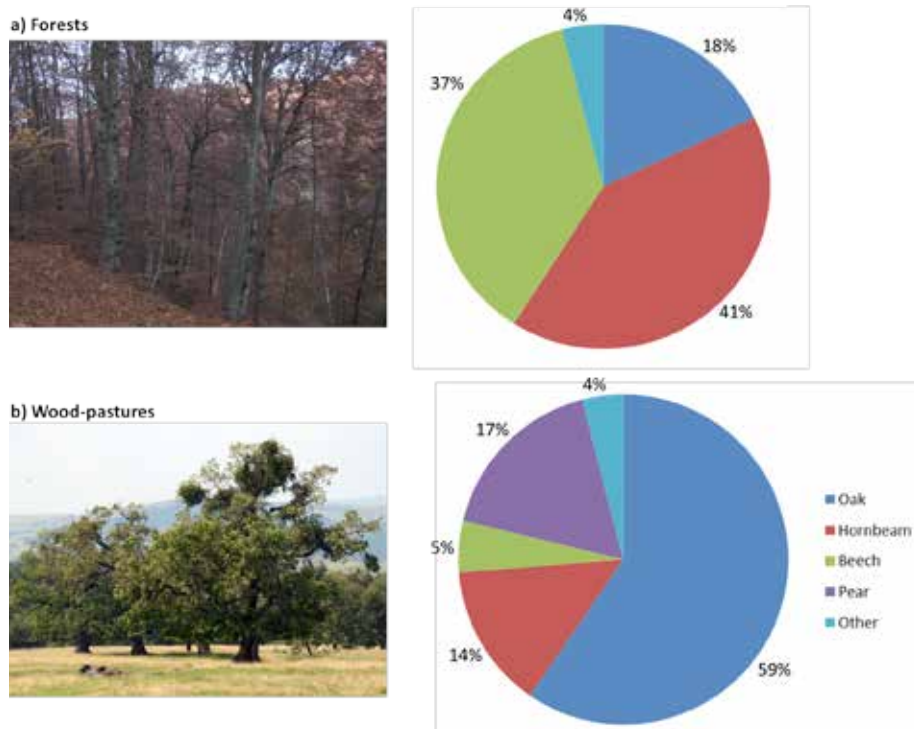 a) Forests
4%
18%
37%
41%
b) Wood-pastures
4%
17%
5%
14%
59%
Oak
Hornbeam
Beech
Pear
Other